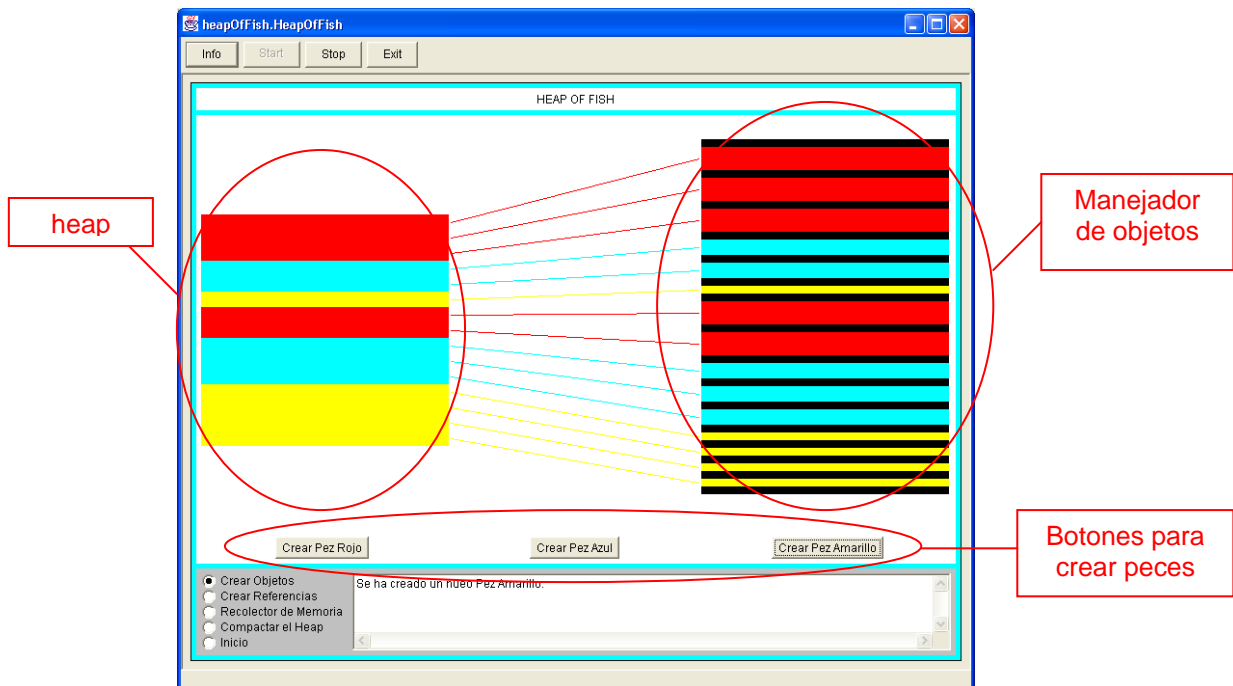 heapOfFish.HeapOfFish
Info Start Stop Exit
HEAP OF FISH
heap
Manejador
de objetos
Crear Pez Rojo Crear Pez Azul Crear Pez Amarillo
Botones para
crear peces
Crear Objetos
Crear Referencias
Recolector de Memoria
Compactar el Heap
Inicio
Se ha creado un nueo Pez Amarillo.